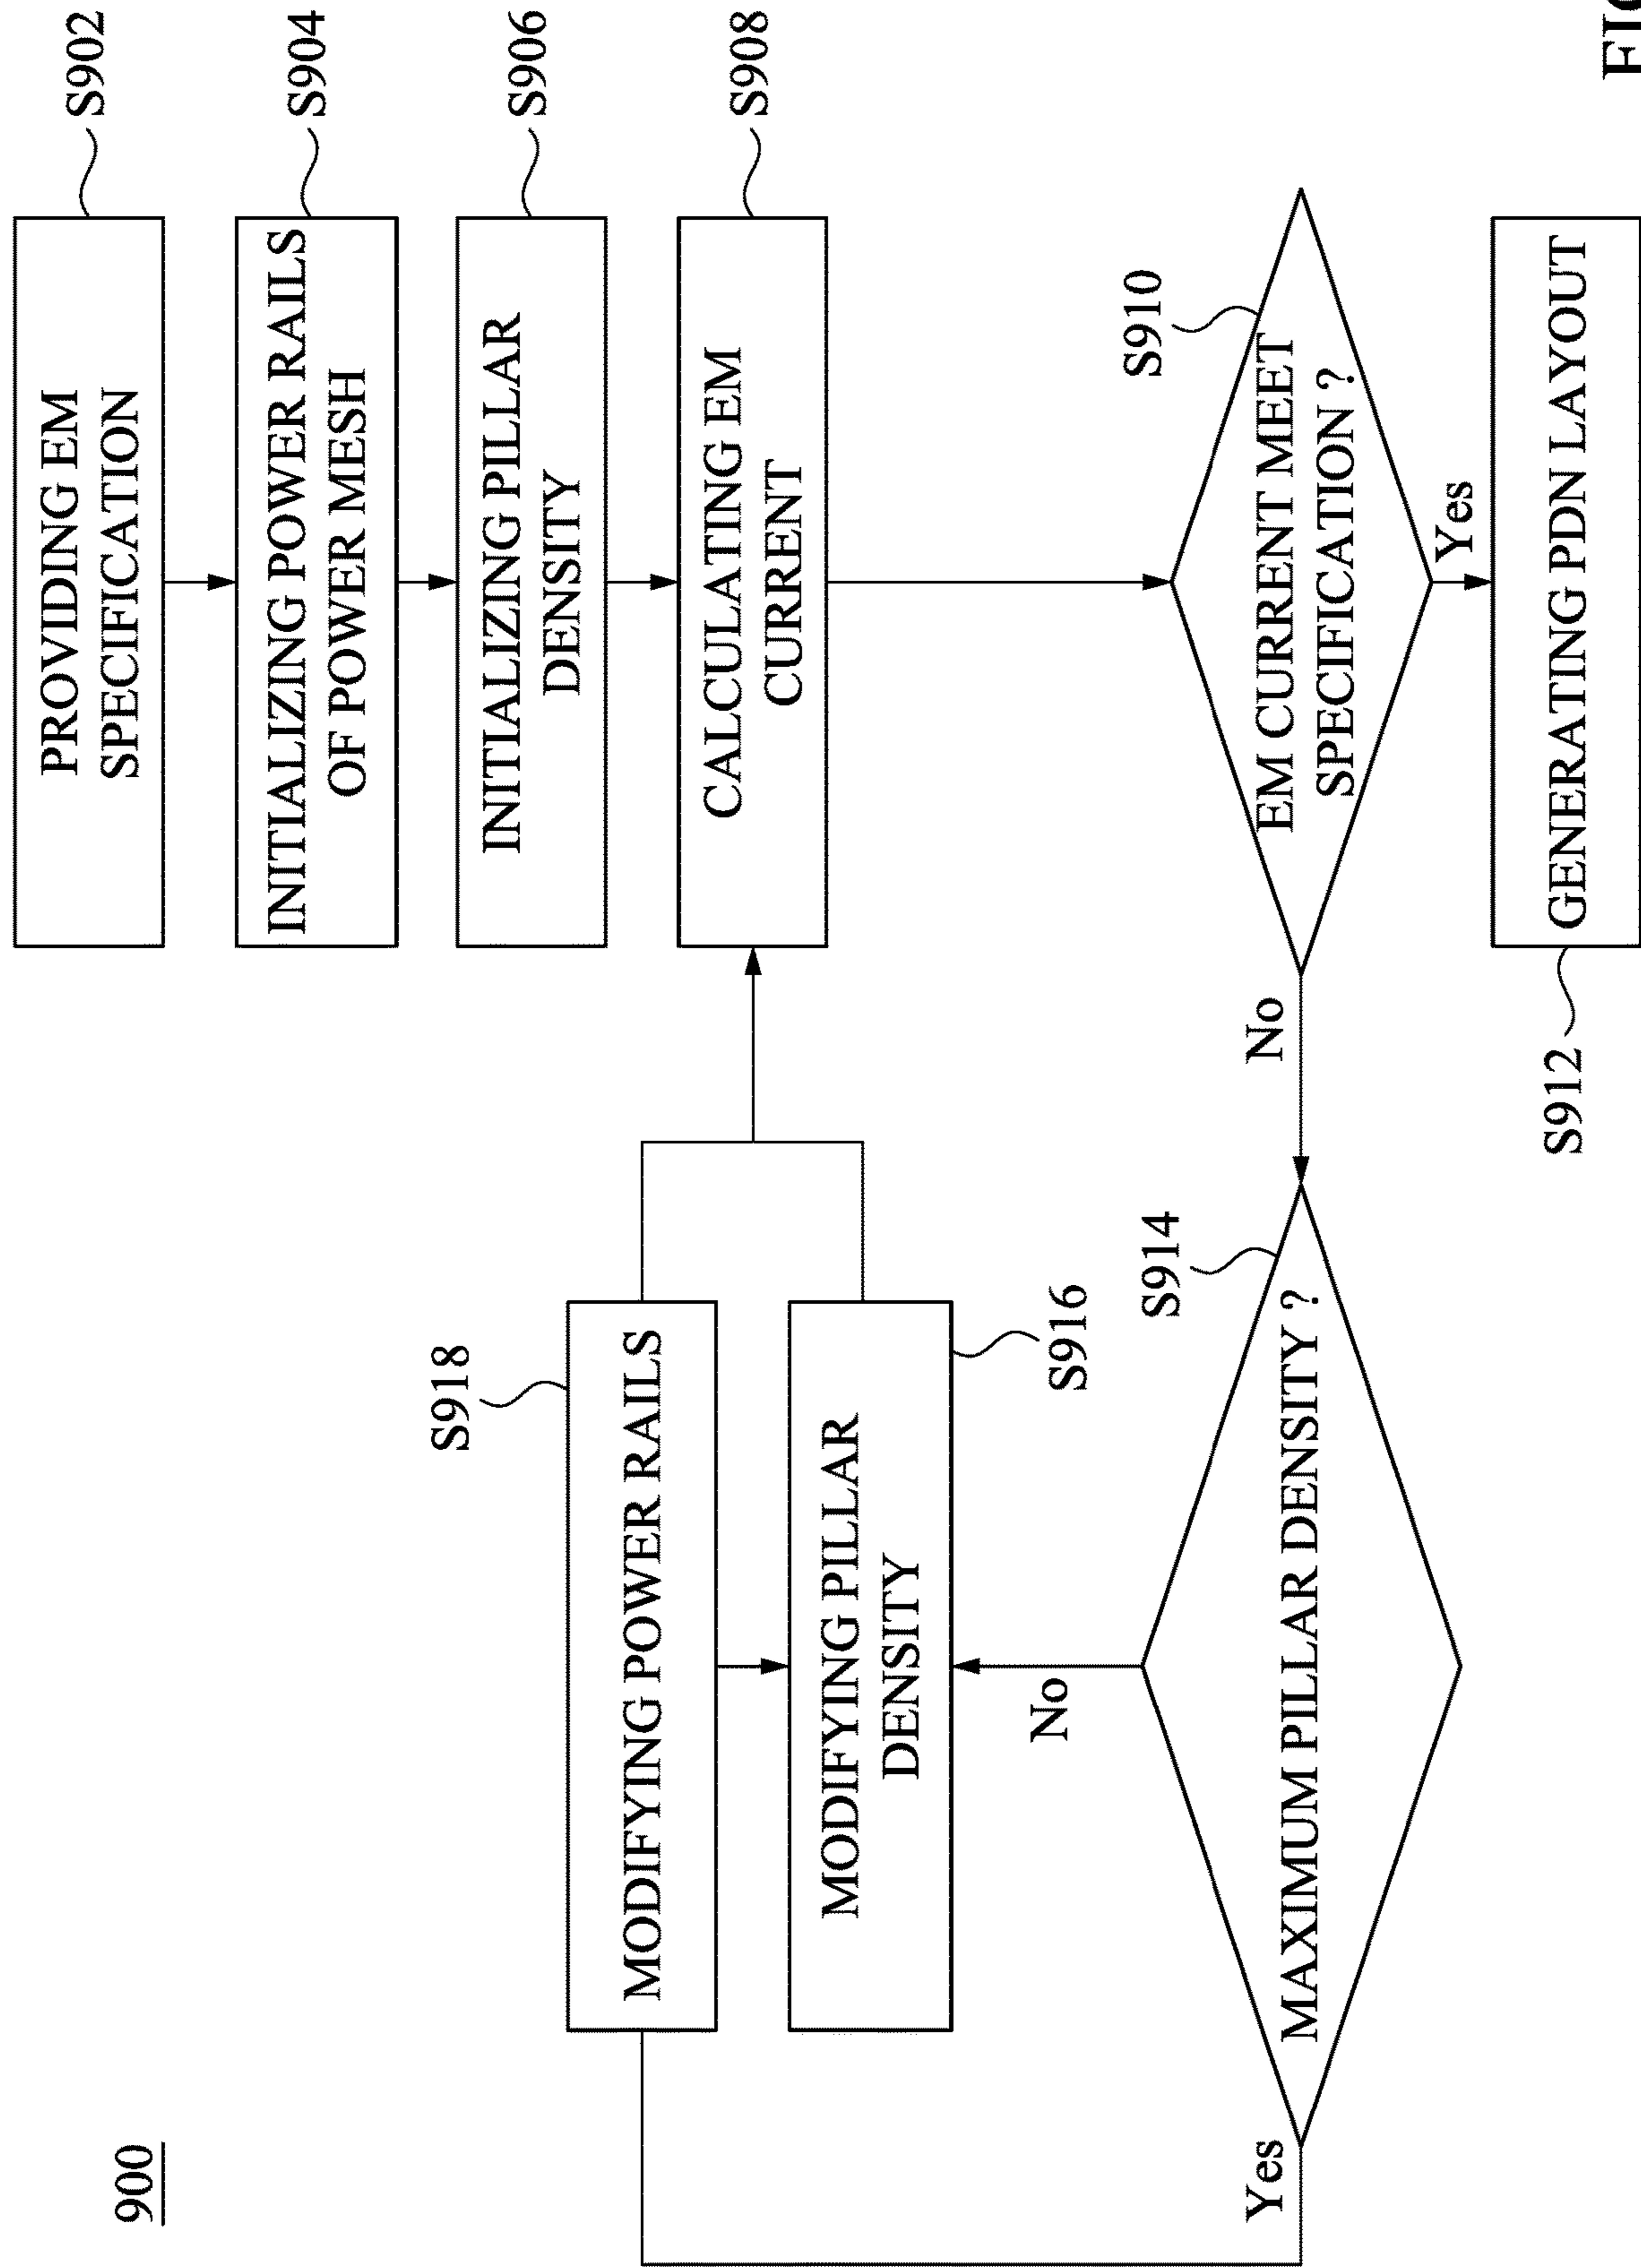 900
PROVIDING EM
SPECIFICATION
S902
INITIALIZING POWER RAILS
OF POWER MESH
S904
INITIALIZING PILLAR
DENSITY
S906
CALCULATING EM
CURRENT
S908
EM CURRENT MEET
SPECIFICATION ?
S910
Yes
No
GENERATING PDN LAYOUT
S912
MAXIMUM PILLAR DENSITY ?
S914
No
Yes
MODIFYING PILLAR
DENSITY
S916
MODIFYING POWER RAILS
S918